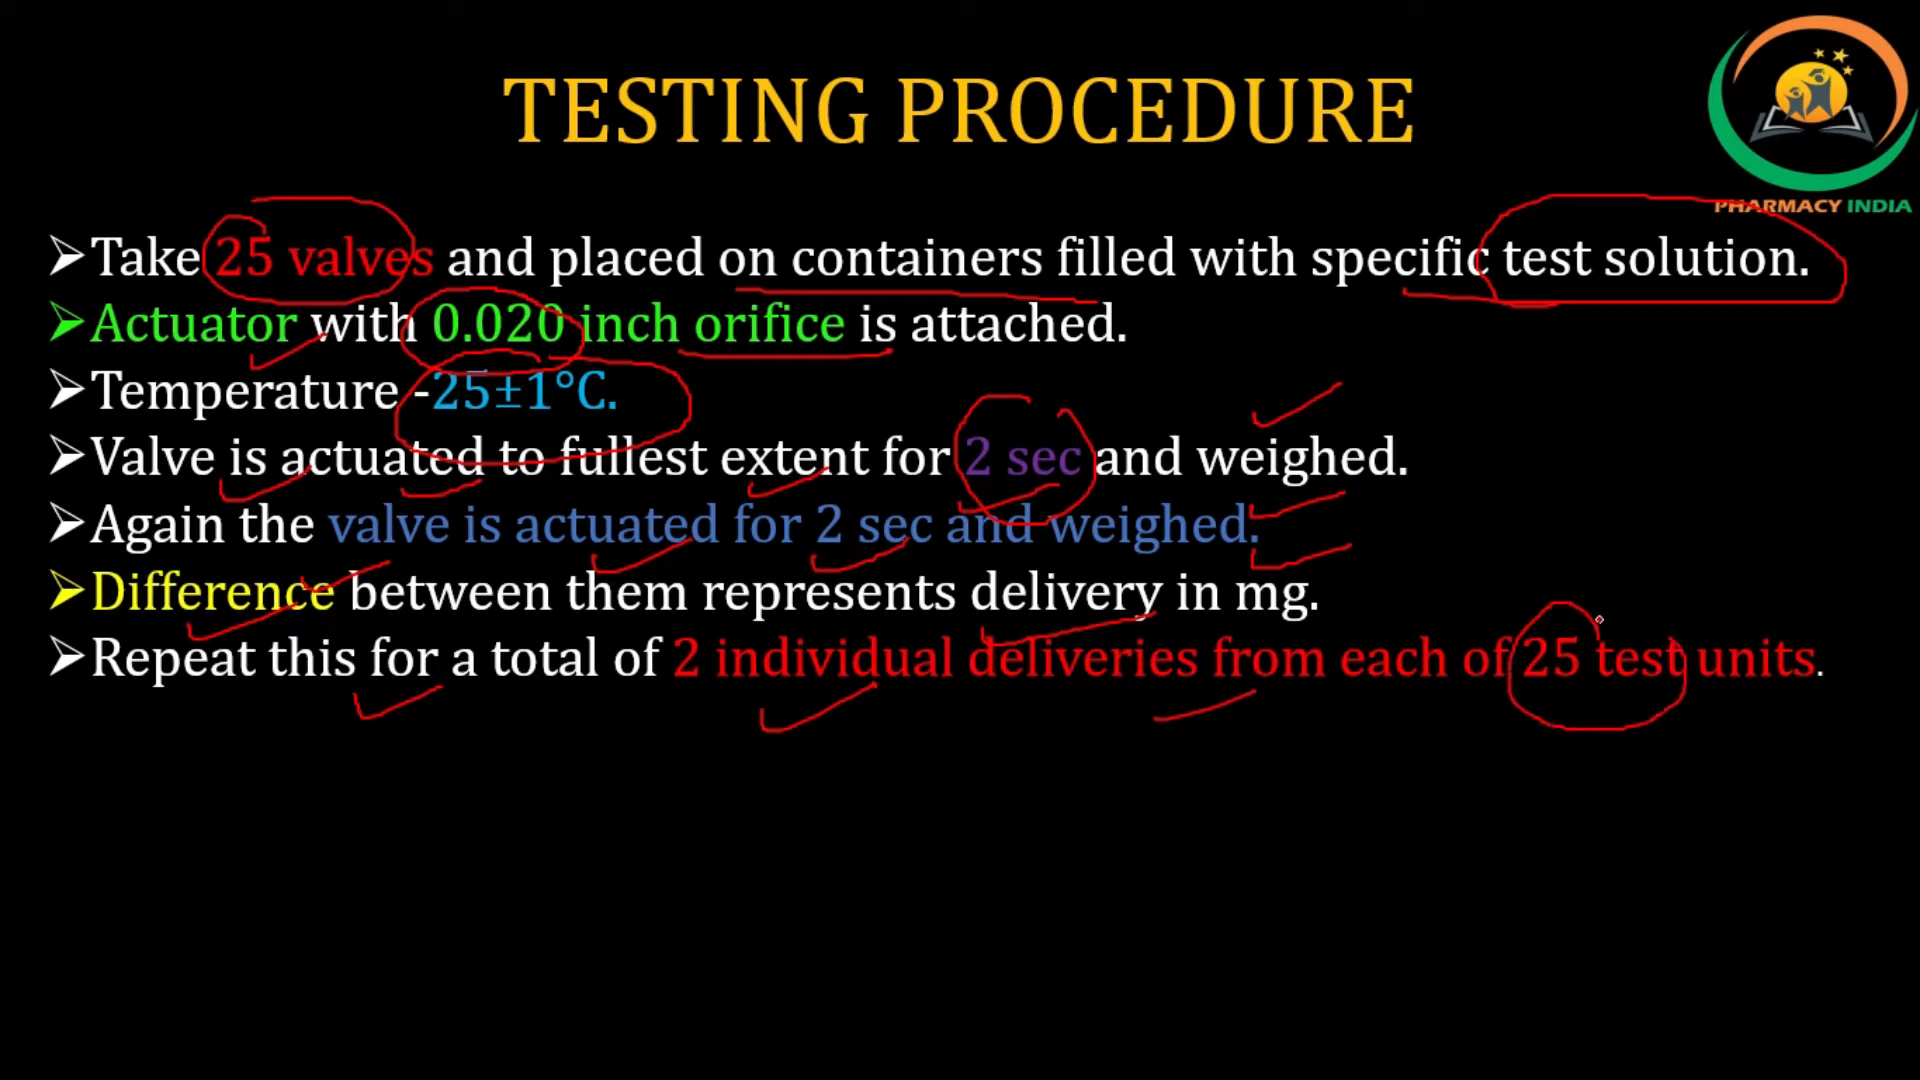 TESTING PROCEDURE
PHARMACY INDIA
➢Take 25 valves and placed on containers filled with specific test solution.
➢Actuator with 0.020 inch orifice is attached.
➢Temperature -25±1°C.
➢Valve is actuated to fullest extent for 2 sec and weighed.
➢Again the valve is actuated for 2 sec and weighed.
➢Difference between them represents delivery in mg.
➢Repeat this for a total of 2 individual deliveries from each of 25 test units.